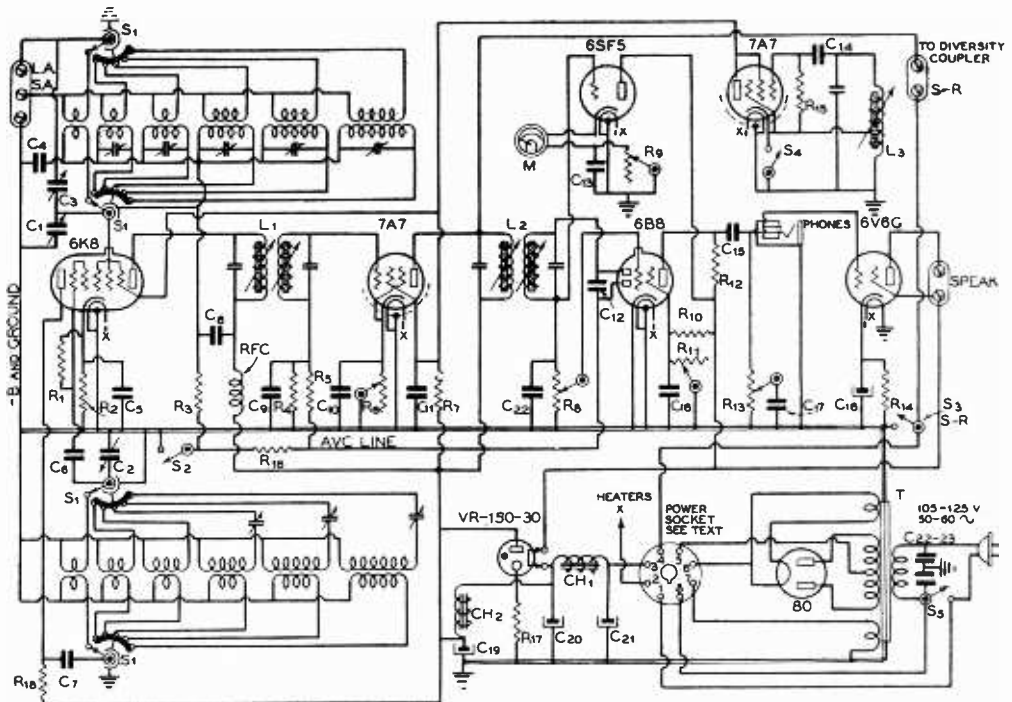 S1
L.A.
S.A.
C4
C3
C1
S1
6K8
L1
7A7
L2
6SF5
M
C13
R9
7A7
C14
R15
S4
L3
TO DIVERSITY
COUPLER
S-R
6B8
C15
R12
PHONES
6V6G
SPEAK
C12
R10
R11
X
-B AND GROUND
R1
R2
C5
R3
C8
RFC
C9
R4
R5
C10
R6
C11
R7
C22
R8
C16
R13
C17
C18
R14
S3
S-R
AVC LINE
C6
C2
S2
R16
S1
HEATERS
X
VR-150-30
POWER
SOCKET
SEE TEXT
T
105-125 V
50-60 ~
C22-23
CH1
3
2
80
S5
CH2
R17
C19
C20
C21
S1
C7
R18